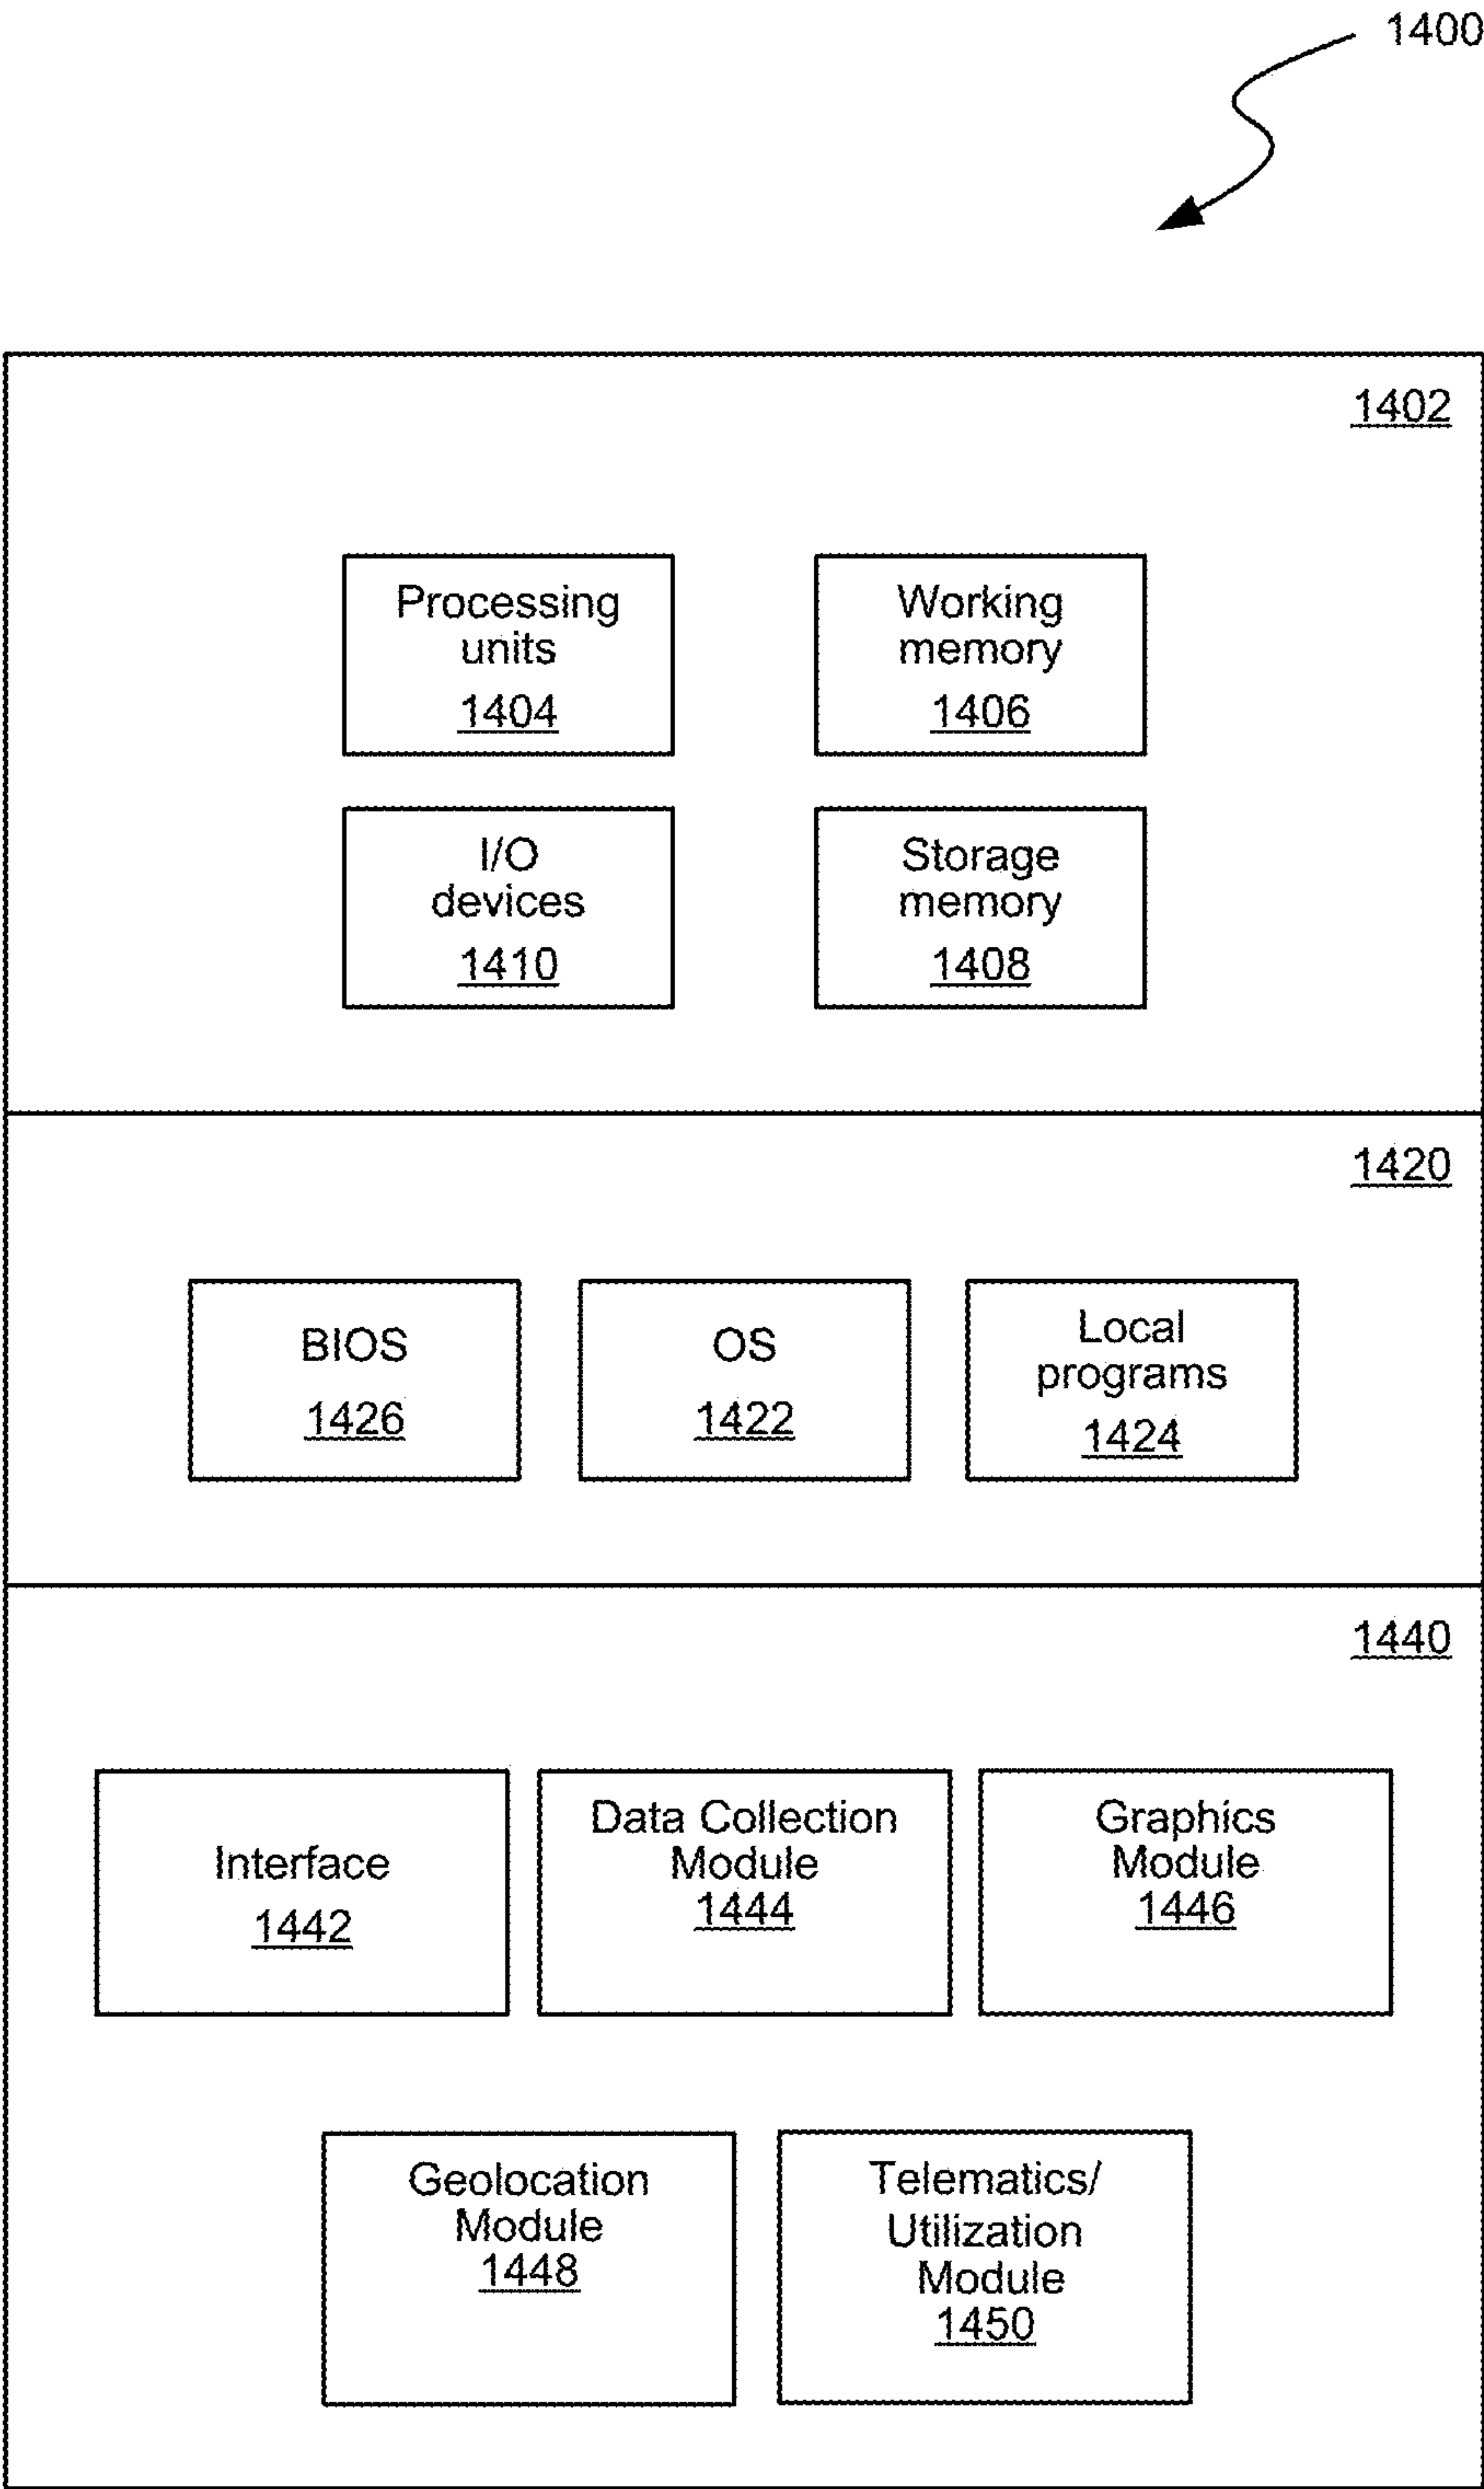 1400
1402
Processing
units
1404
Working
memory
1406
I/O
devices
1410
Storage
memory
1408
1420
BIOS
1426
OS
1422
Local
programs
1424
1440
Interface
1442
Data Collection
Module
1444
Graphics
Module
1446
Geolocation
Module
1448
Telematics/
Utilization
Module
1450